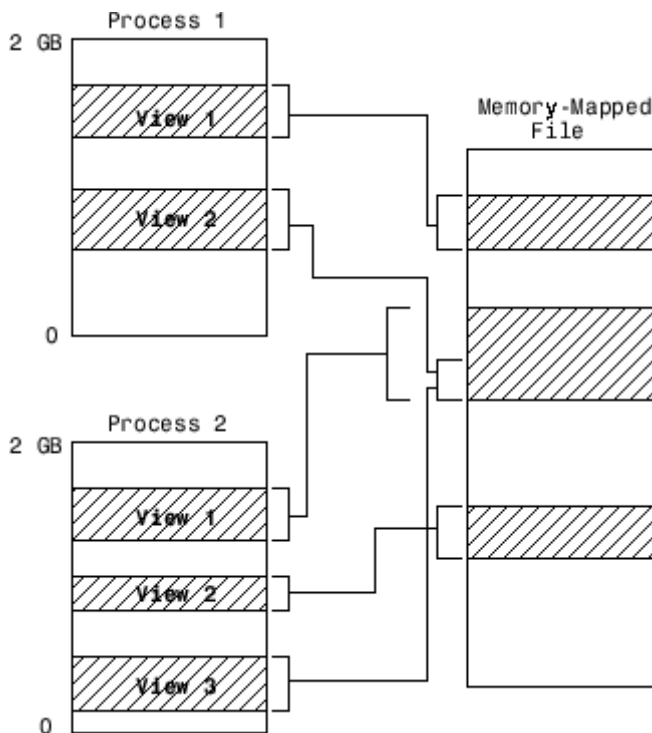 Process 1
2 GB
View 1
View 2
0
Memory-Mapped
File
Process 2
2 GB
View 1
View 2
View 3
0